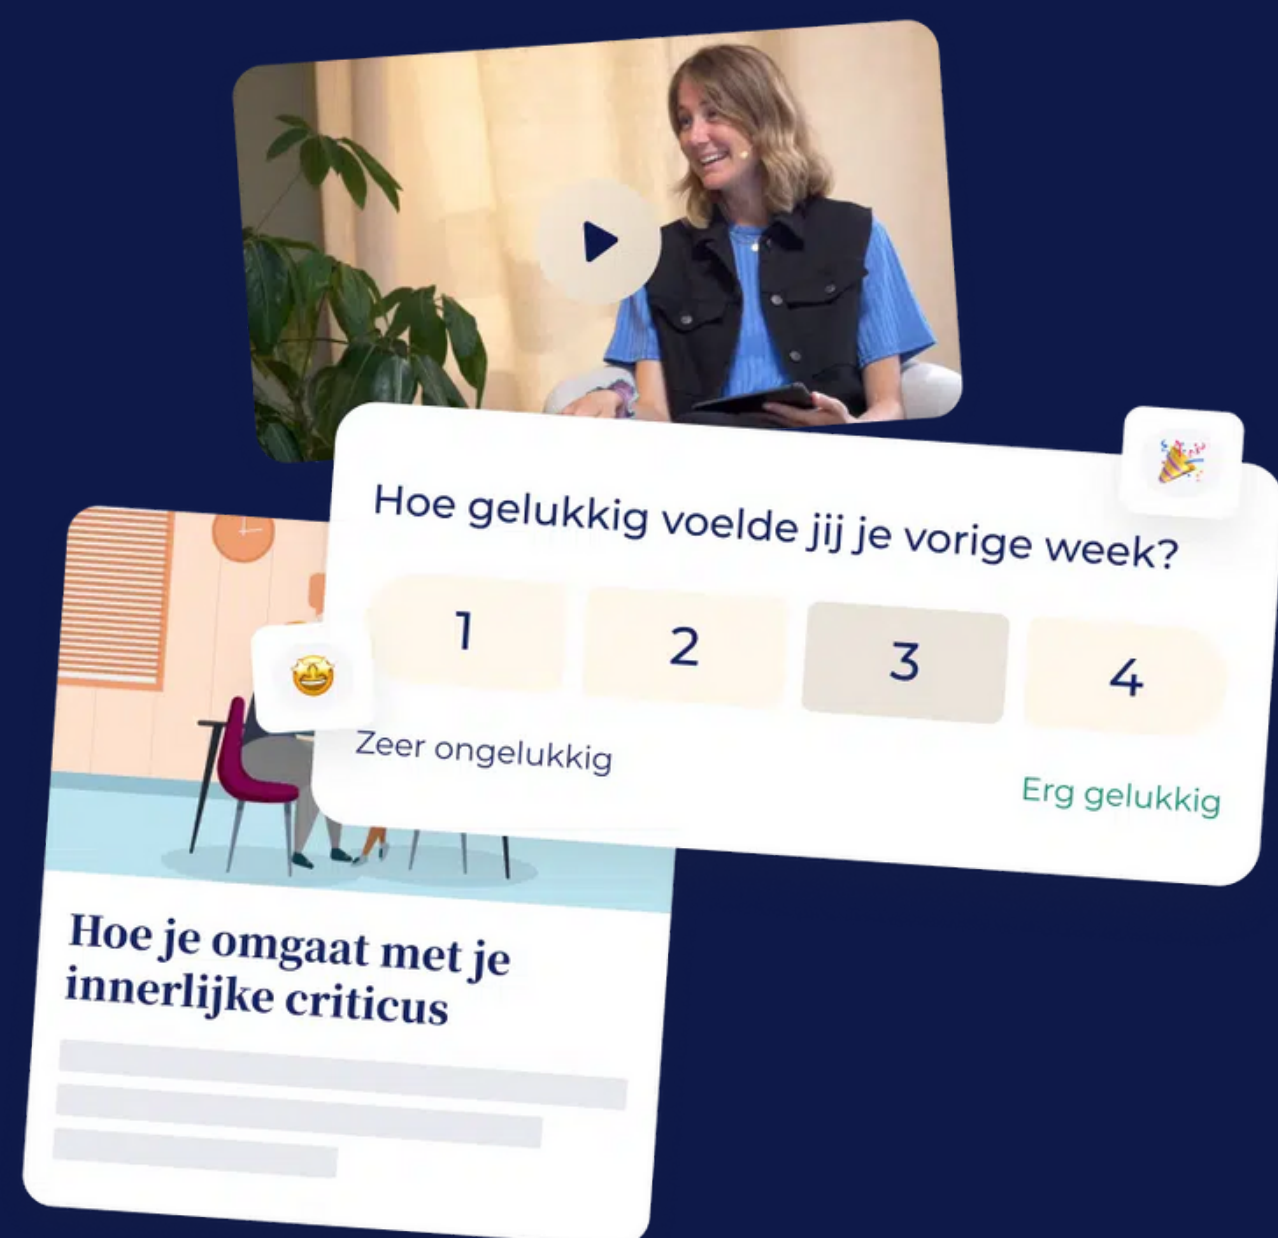 Hoe gelukkig voelde jij je vorige week?
1 2 3 4
Zeer ongelukkig
Erg gelukkig
Hoe je omgaat met je
innerlijke criticus